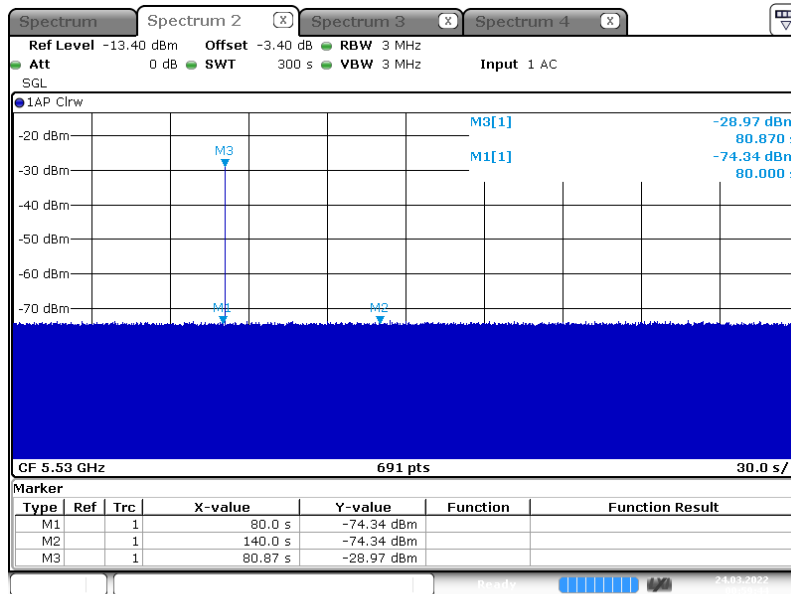 Spectrum Spectrum 2 X Spectrum 3 X Spectrum 4 X
Ref Level -13.40 dBm Offset -3.40 dB RBW 3 MHz
Att 0 dB SWT 300 s VBW 3 MHz Input 1 AC
SGL
1AP Clrw
M3[1] -28.97 dBm
80.870 s
M1[1] -74.34 dBm
80.000 s
-20 dBm
M3
-30 dBm
-40 dBm
-50 dBm
-60 dBm
-70 dBm
M1 M2
CF 5.53 GHz 691 pts 30.0 s/
Marker
Type Ref Trc X-value Y-value Function Function Result
M1 1 80.0 s -74.34 dBm
M2 1 140.0 s -74.34 dBm
M3 1 80.87 s -28.97 dBm
Ready 24.03.2022